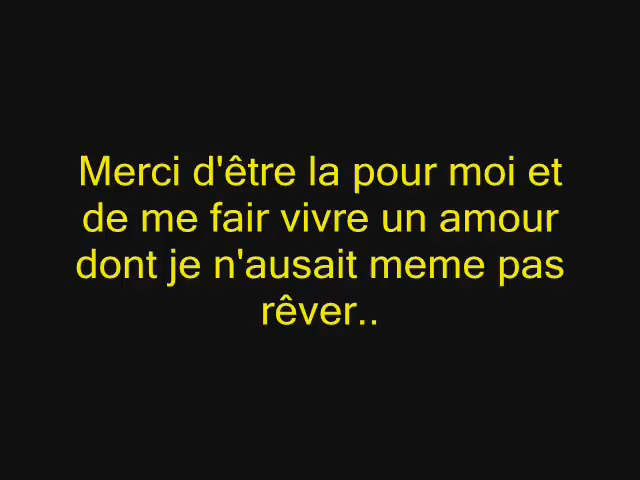 Merci d'être la pour moi et
de me fair vivre un amour
dont je n'ausait meme pas
rêver..